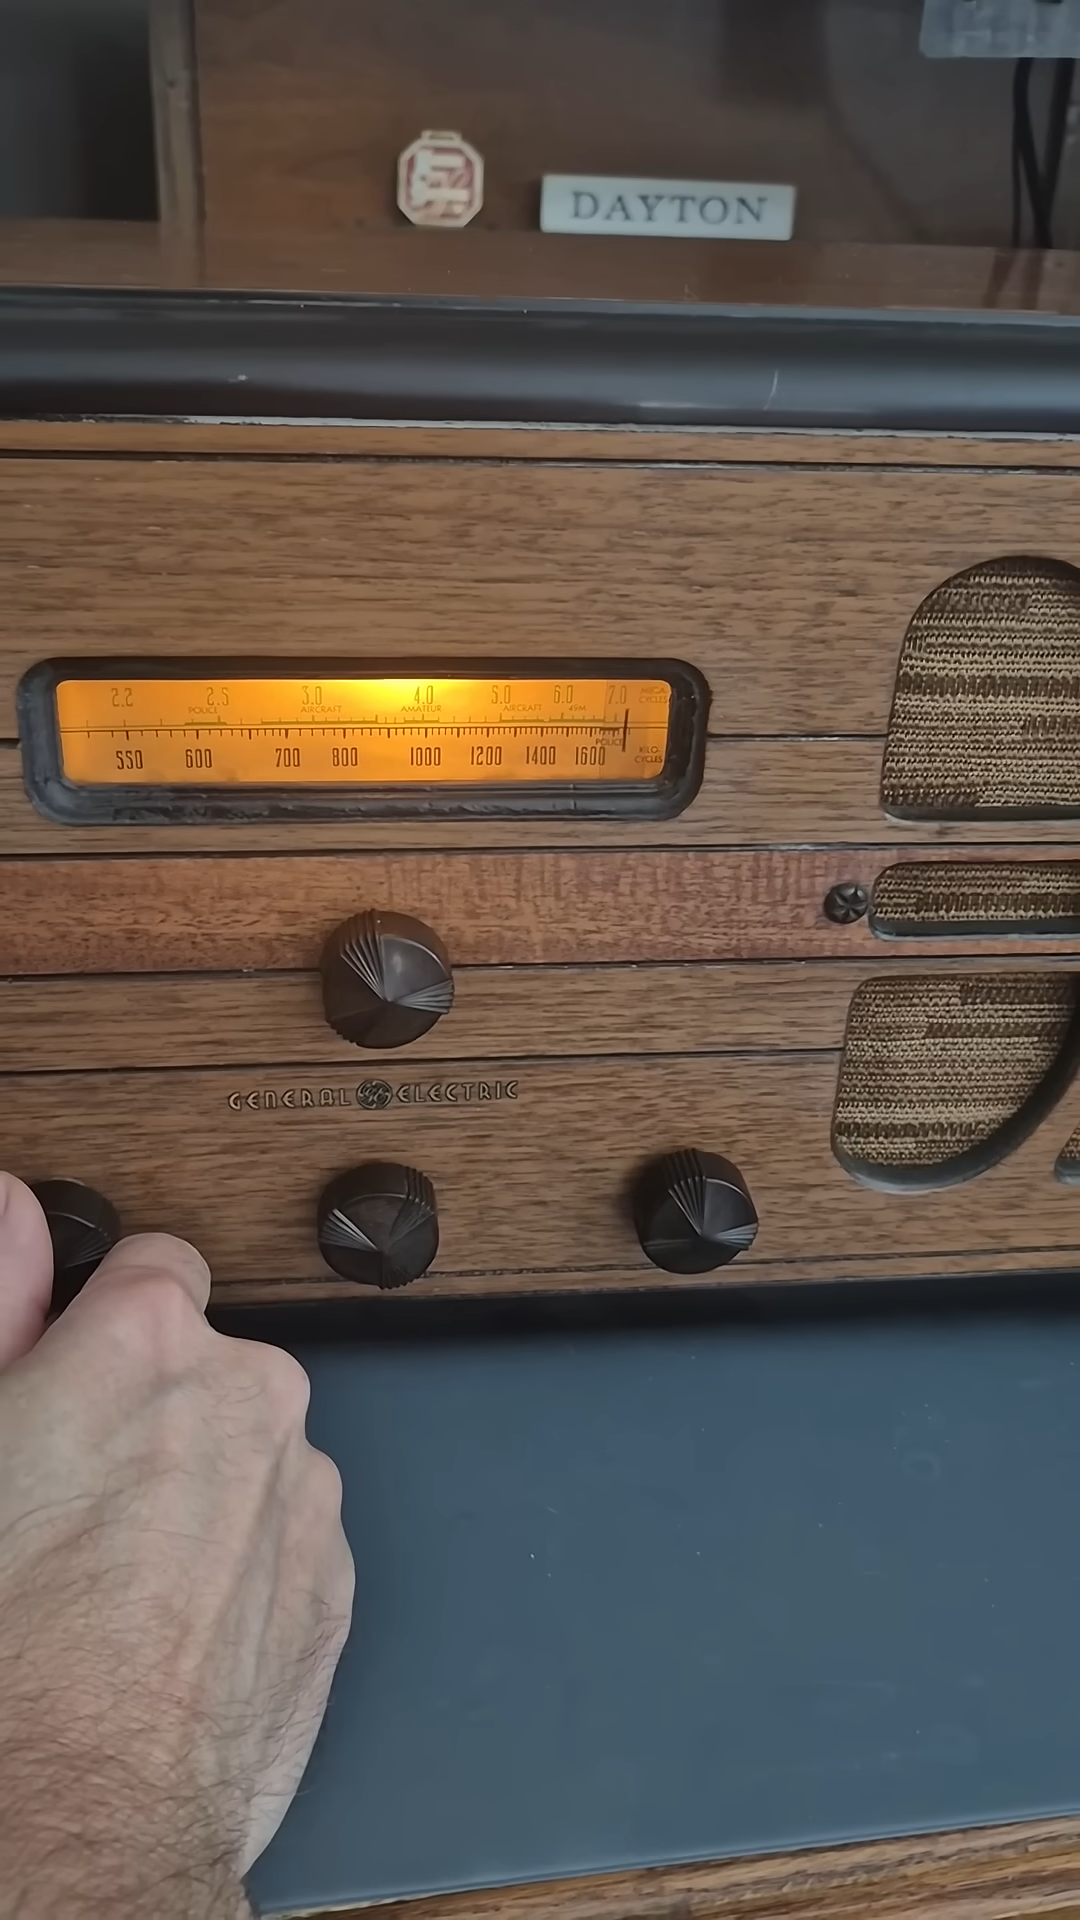 DAYTON
2.2 2.5 3.0 4.0 5.0 6.0 7.0 MEGA CYCLES
POLICE AIRCRAFT AMATEUR AIRCRAFT 49M
POLICE
550 600 700 800 1000 1200 1400 1600 KILO- CYCLES
GENERAL GE ELECTRIC